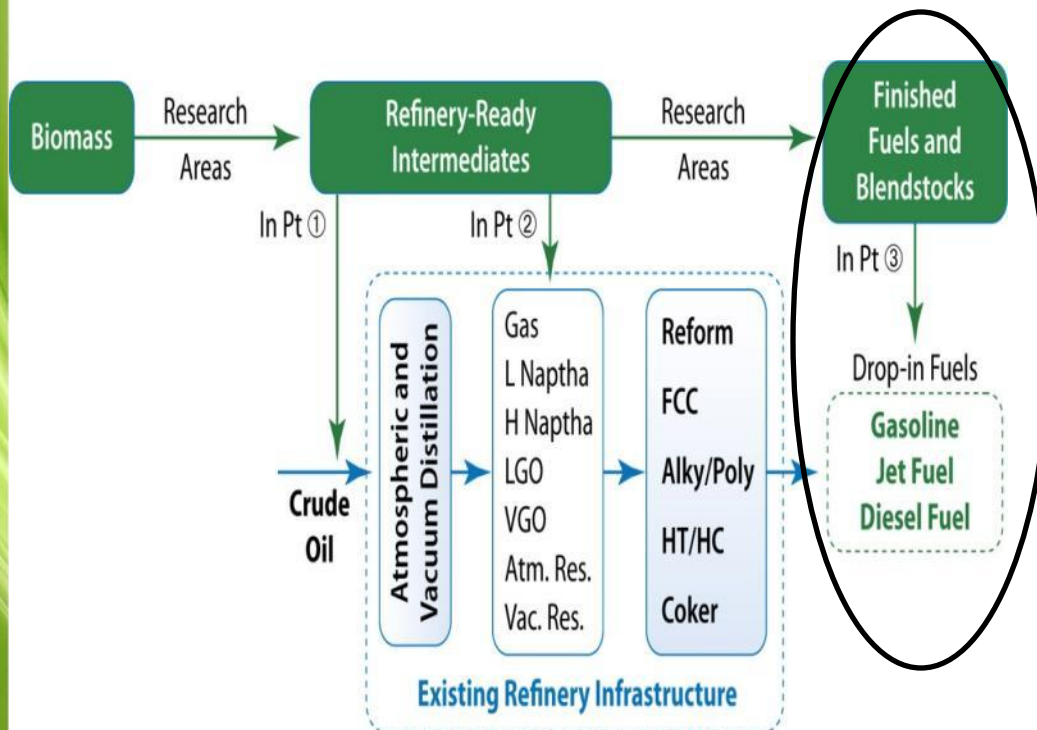 Biomass
Research
Areas
Refinery-Ready
Intermediates
Research
Areas
Finished
Fuels and
Blendstocks
In Pt ①
In Pt ②
In Pt ③
Crude
Oil
Atmospheric and
Vacuum Distillation
Gas
L Naptha
H Naptha
LGO
VGO
Atm. Res.
Vac. Res.
Reform
FCC
Alky/Poly
HT/HC
Coker
Drop-in Fuels
Gasoline
Jet Fuel
Diesel Fuel
Existing Refinery Infrastructure